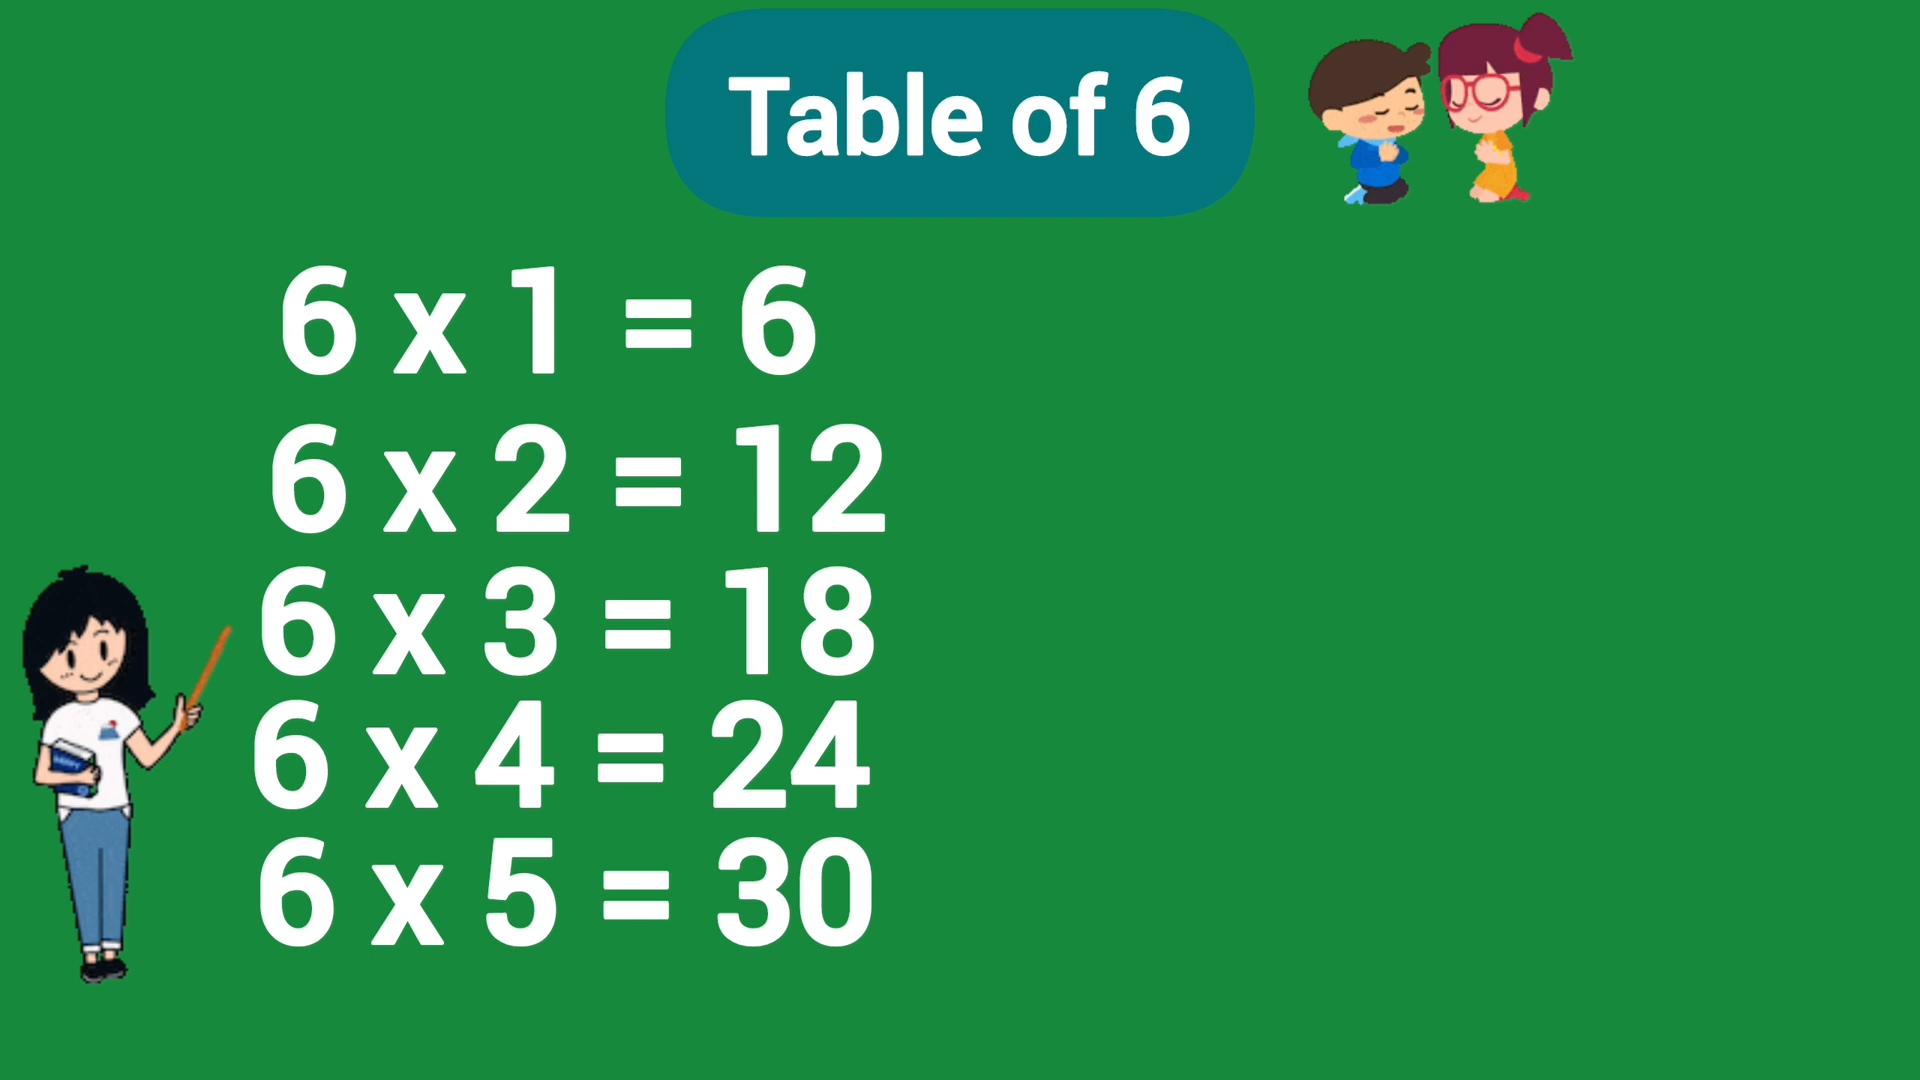 Table of 6
6 x 1 = 6
6 x 2 = 12
6 x 3 = 18
6 x 4 = 24
6 x 5 = 30